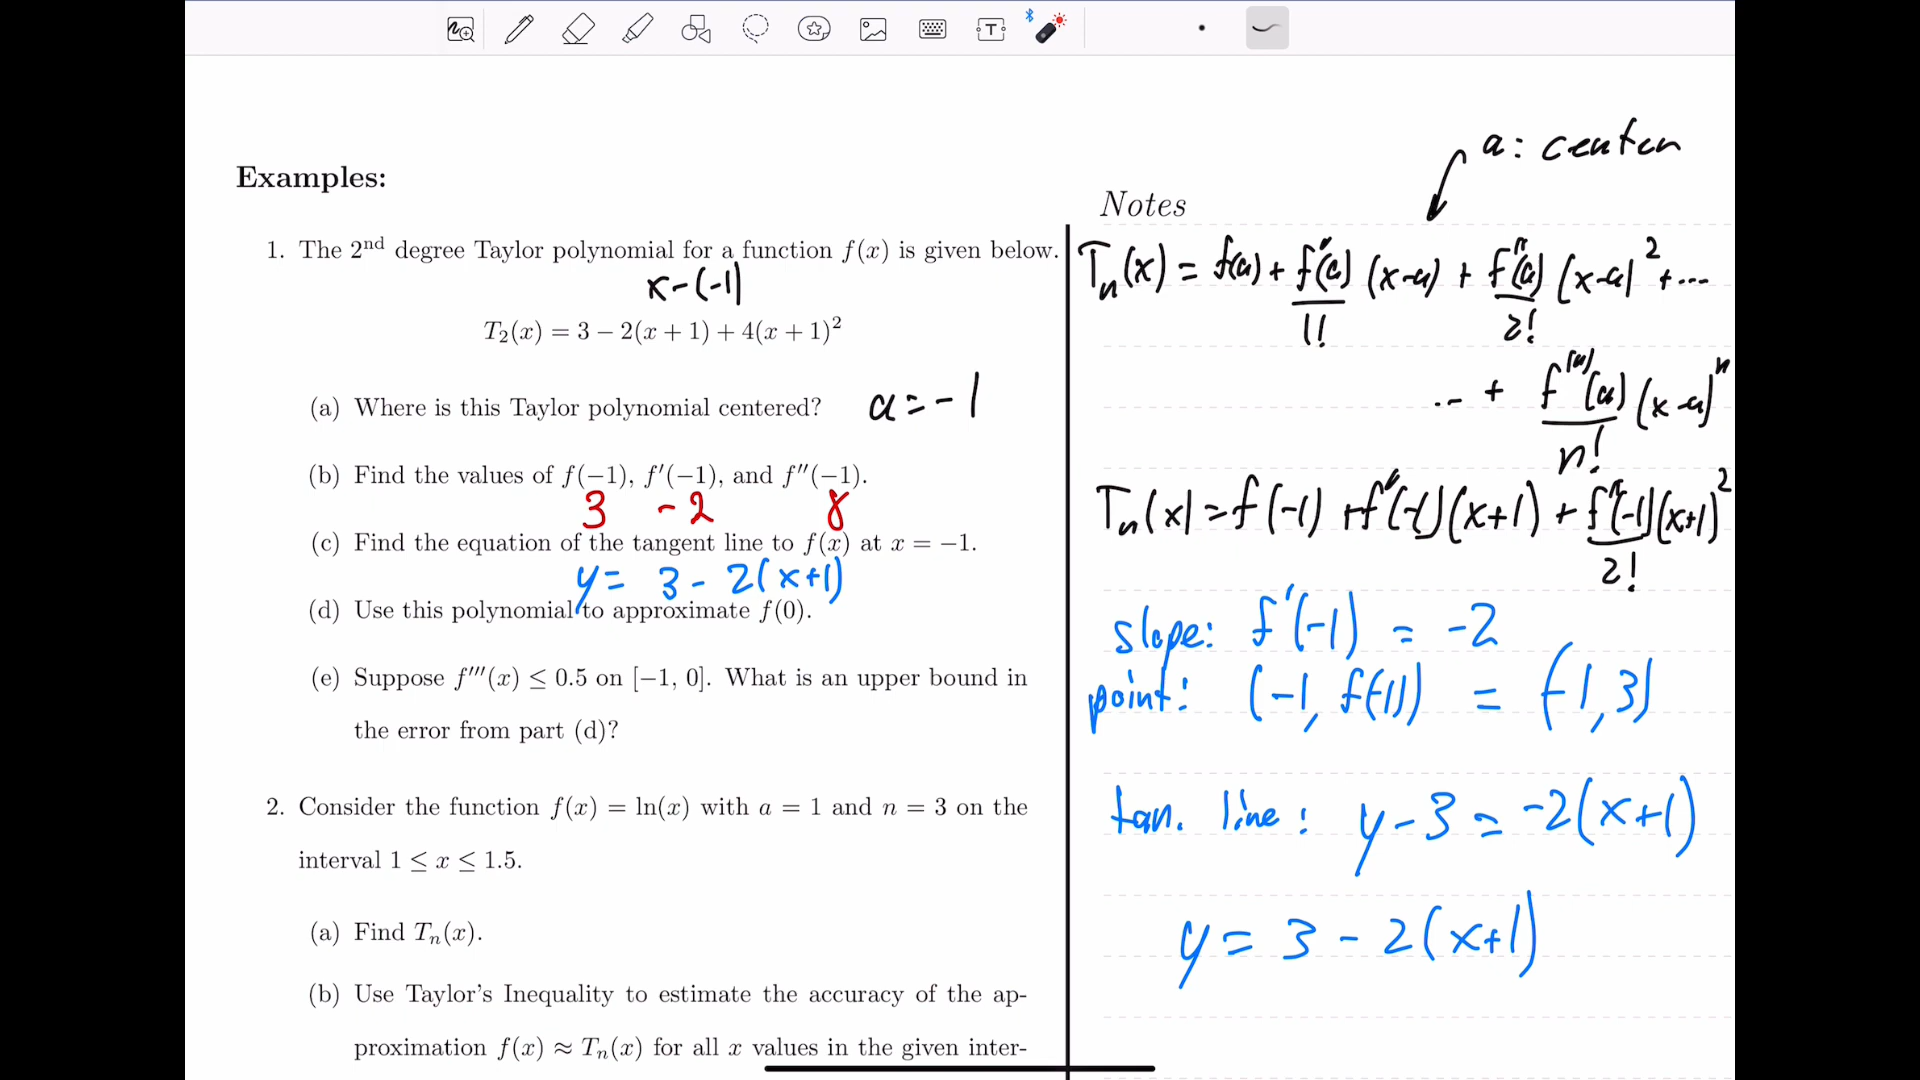 Examples:
1. The 2nd degree Taylor polynomial for a function f(x) is given below.
x-(-1)
T₂(x) = 3 − 2(x + 1) + 4(x + 1)²
(a) Where is this Taylor polynomial centered? a = -1
(b) Find the values of f(−1), f′(−1), and f″(−1).
3 -2 8
(c) Find the equation of the tangent line to f(x) at x = −1.
y = 3 - 2(x+1)
(d) Use this polynomial to approximate f(0).
(e) Suppose f‴(x) ≤ 0.5 on [−1, 0]. What is an upper bound in
the error from part (d)?
2. Consider the function f(x) = ln(x) with a = 1 and n = 3 on the
interval 1 ≤ x ≤ 1.5.
(a) Find Tₙ(x).
(b) Use Taylor's Inequality to estimate the accuracy of the ap-
proximation f(x) ≈ Tₙ(x) for all x values in the given inter-
a: center
Notes
Tₙ(x) = f(a) + f'(a)/1! (x-a) + f''(a)/2! (x-a)² + ...
.. + f⁽ⁿ⁾(a)/n! (x-a)ⁿ
Tₙ(x) = f(-1) + f'(-1)(x+1) + f''(-1)/2! (x+1)²
slope: f'(-1) = -2
point: (-1, f(-1)) = (-1, 3)
tan. line: y - 3 = -2(x+1)
y = 3 - 2(x+1)
T